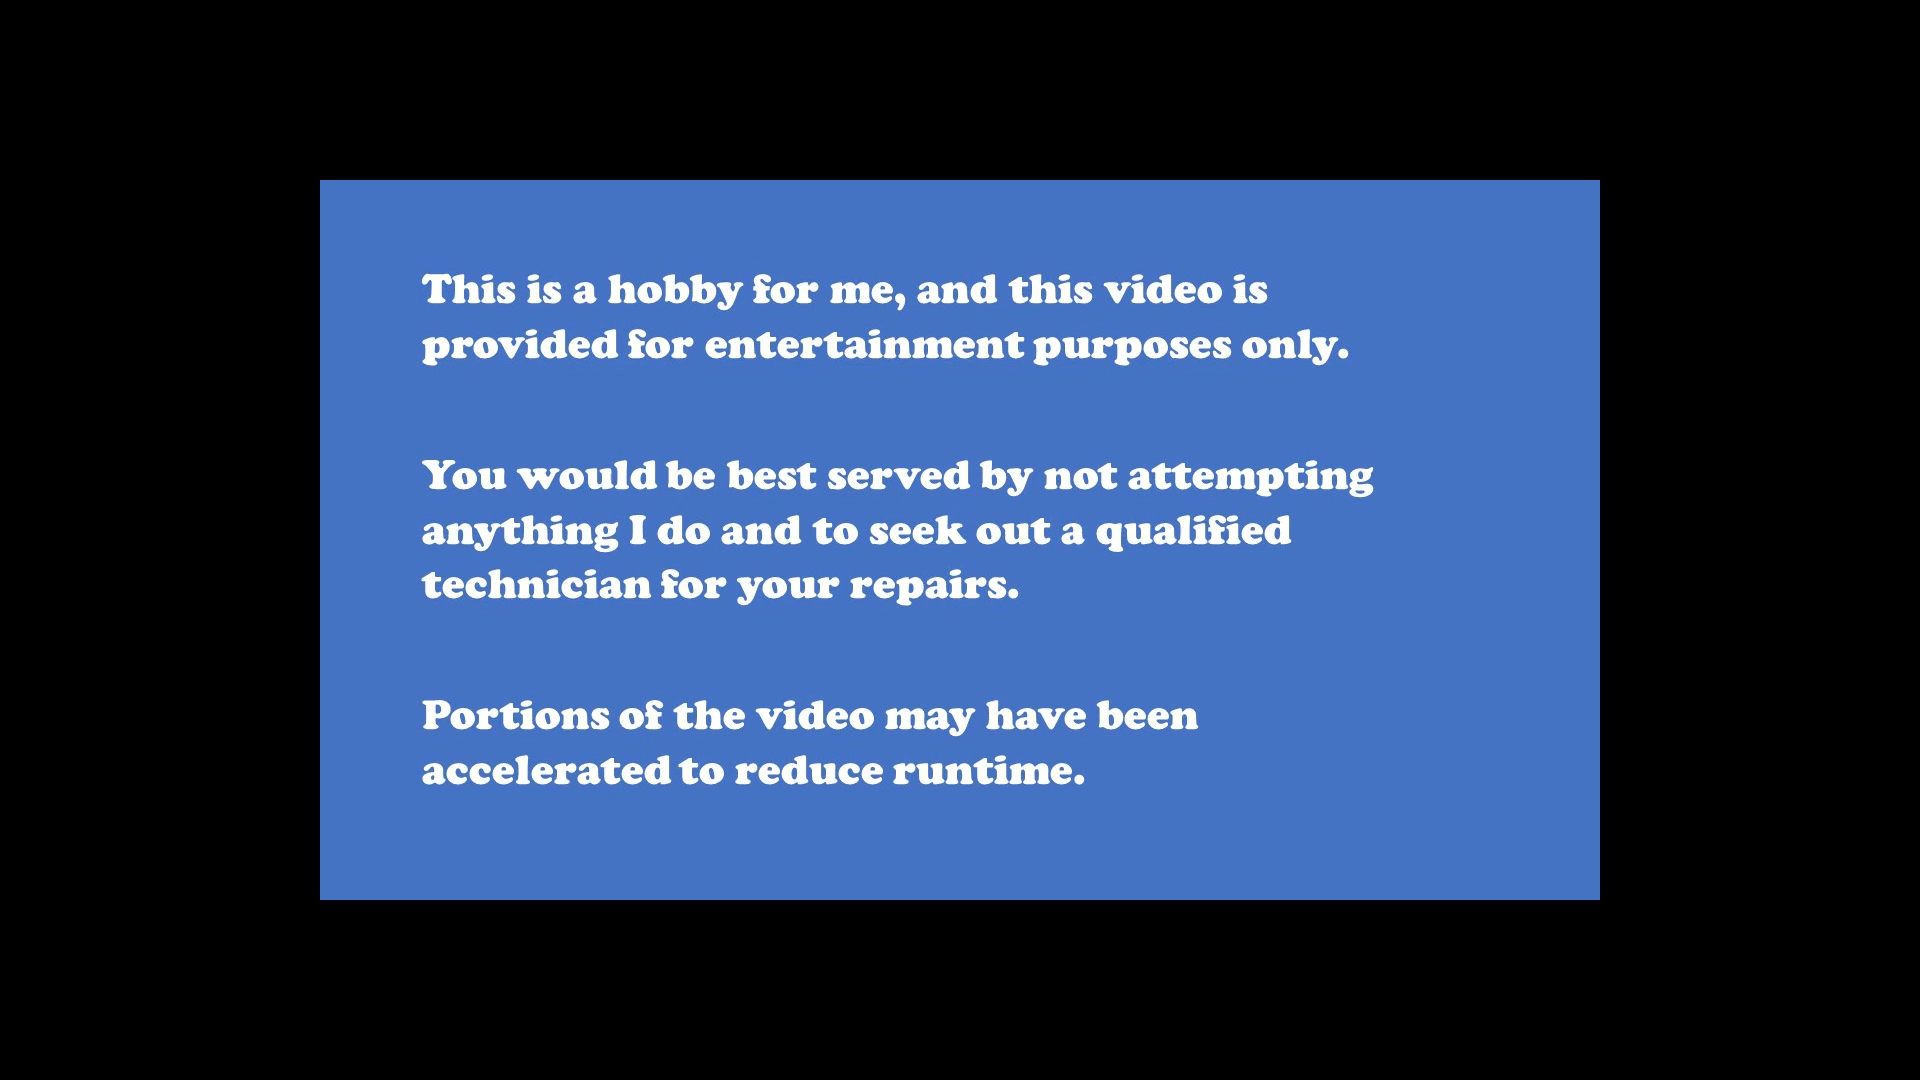 This is a hobby for me, and this video is
provided for entertainment purposes only.
You would be best served by not attempting
anything I do and to seek out a qualified
technician for your repairs.
Portions of the video may have been
accelerated to reduce runtime.